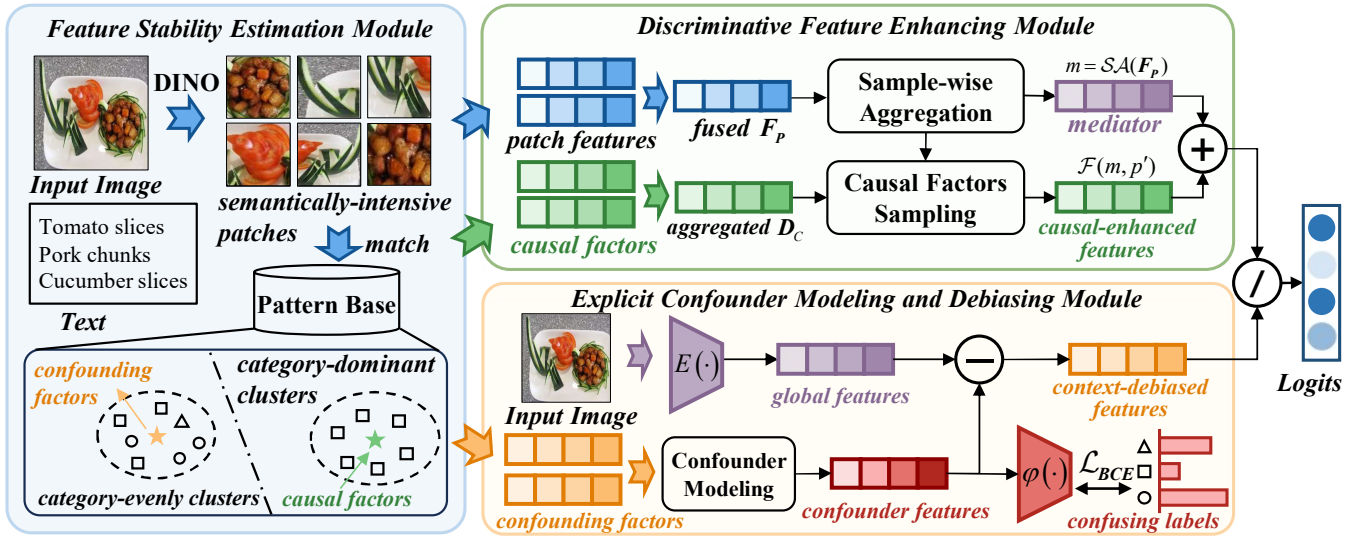 Feature Stability Estimation Module
DINO
Input Image
semantically-intensive
patches
Tomato slices
Pork chunks
Cucumber slices
Text
match
Pattern Base
confounding
factors
category-evenly clusters
category-dominant
clusters
causal factors
Discriminative Feature Enhancing Module
patch features
fused F_P
Sample-wise
Aggregation
m = SA(F_P)
mediator
+
causal factors
aggregated D_C
Causal Factors
Sampling
F(m, p′)
causal-enhanced
features
Explicit Confounder Modeling and Debiasing Module
Input Image
E(·)
global features
−
context-debiased
features
confounding factors
Confounder
Modeling
confounder features
φ(·)
L_BCE
confusing labels
/
Logits